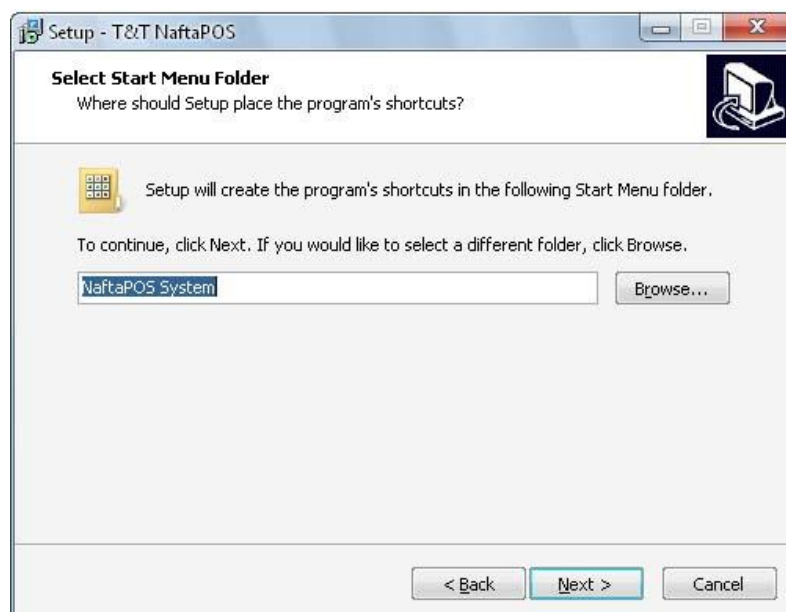 Setup - T&T NaftaPOS
Select Start Menu Folder
Where should Setup place the program's shortcuts?
Setup will create the program's shortcuts in the following Start Menu folder.
To continue, click Next. If you would like to select a different folder, click Browse.
NaftaPOS System
Browse...
< Back
Next >
Cancel